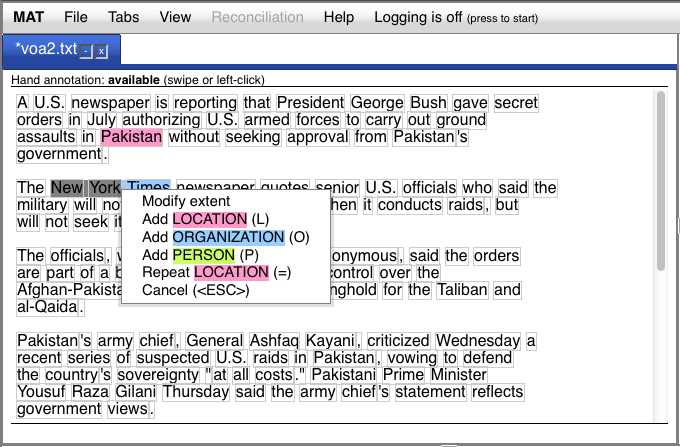 MAT File Tabs View Reconciliation Help Logging is off (press to start)
*voa2.txt - x
Hand annotation: available (swipe or left-click)
A U.S. newspaper is reporting that President George Bush gave secret
orders in July authorizing U.S. armed forces to carry out ground
assaults in Pakistan without seeking approval from Pakistan's
government.
The New York Times newspaper quotes senior U.S. officials who said the
military will no hen it conducts raids, but
will not seek it
Modify extent
Add LOCATION (L)
Add ORGANIZATION (O)
Add PERSON (P)
Repeat LOCATION (=)
Cancel (<ESC>)
The officials, onymous, said the orders
are part of a b control over the
Afghan-Pakista nghold for the Taliban and
al-Qaida.
Pakistan's army chief, General Ashfaq Kayani, criticized Wednesday a
recent series of suspected U.S. raids in Pakistan, vowing to defend
the country's sovereignty "at all costs." Pakistani Prime Minister
Yousuf Raza Gilani Thursday said the army chief's statement reflects
government views.